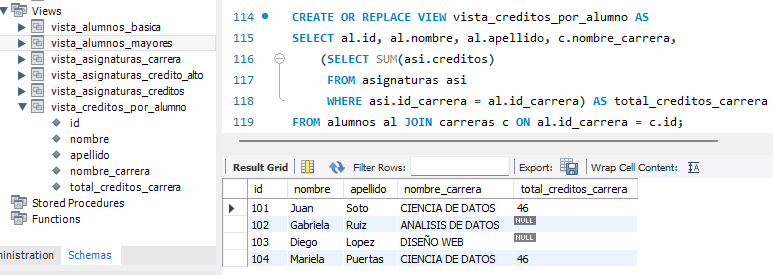 Views
vista_alumnos_basica
vista_alumnos_mayores
vista_asignaturas_carrera
vista_asignaturas_credito_alto
vista_asignaturas_creditos
vista_creditos_por_alumno
id
nombre
apellido
nombre_carrera
total_creditos_carrera
Stored Procedures
Functions
ministration Schemas
114 CREATE OR REPLACE VIEW vista_creditos_por_alumno AS
115 SELECT al.id, al.nombre, al.apellido, c.nombre_carrera,
116 (SELECT SUM(asi.creditos)
117 FROM asignaturas asi
118 WHERE asi.id_carrera = al.id_carrera) AS total_creditos_carrera
119 FROM alumnos al JOIN carreras c ON al.id_carrera = c.id;
Result Grid Filter Rows: Export: Wrap Cell Content:
id nombre apellido nombre_carrera total_creditos_carrera
101 Juan Soto CIENCIA DE DATOS 46
102 Gabriela Ruiz ANALISIS DE DATOS NULL
103 Diego Lopez DISEÑO WEB NULL
104 Mariela Puertas CIENCIA DE DATOS 46